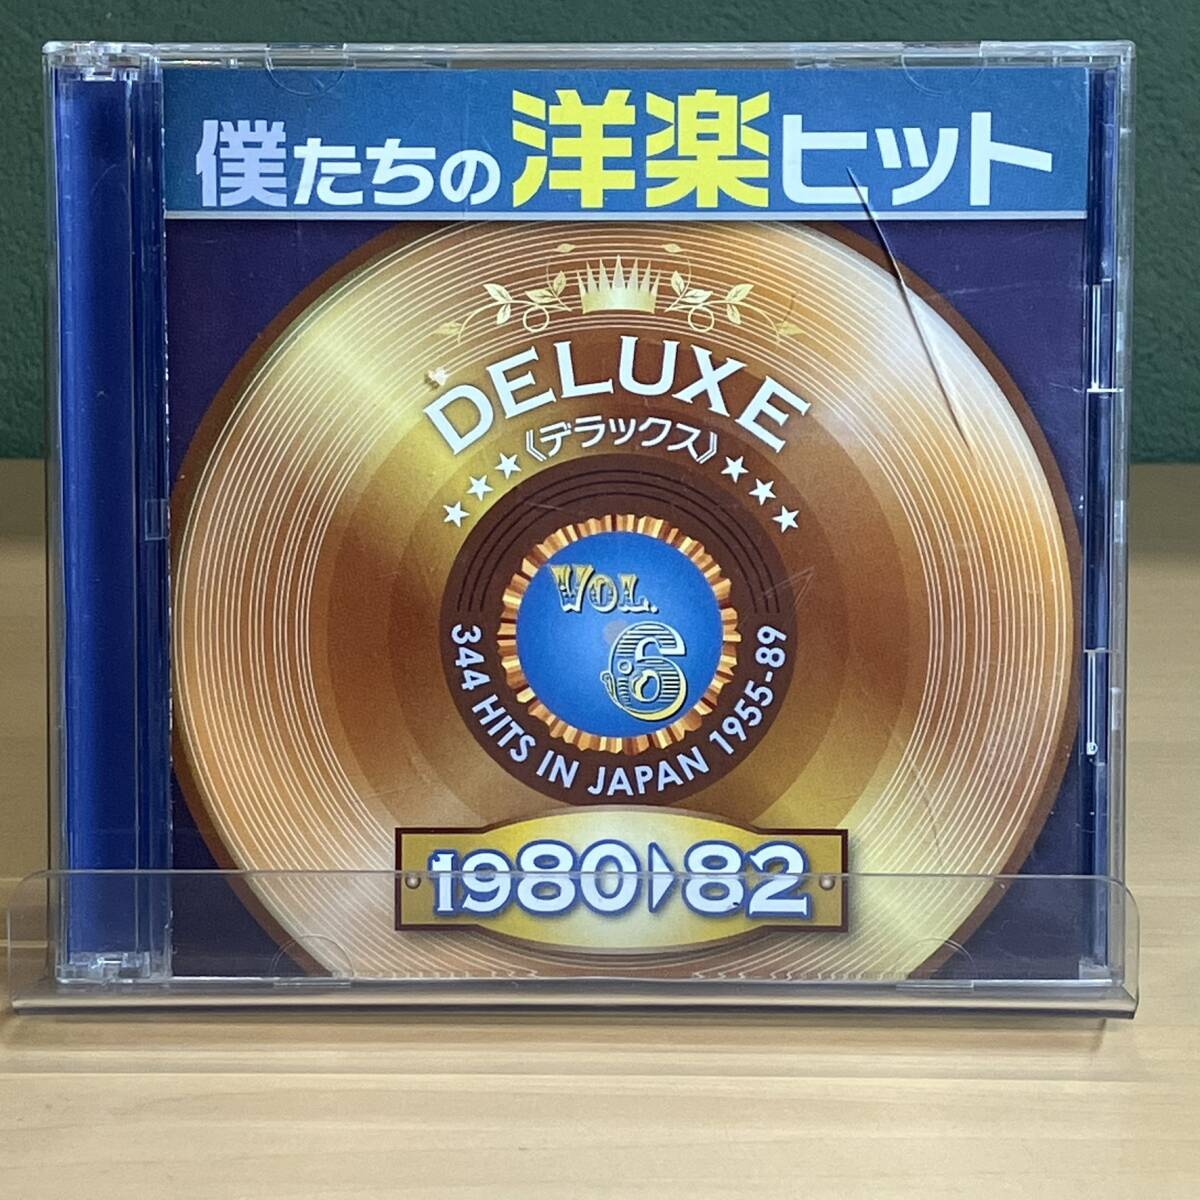 僕たちの洋楽ヒット
DELUXE
《デラックス》
VOL.
6
344 HITS IN JAPAN 1955-89
1980▶82